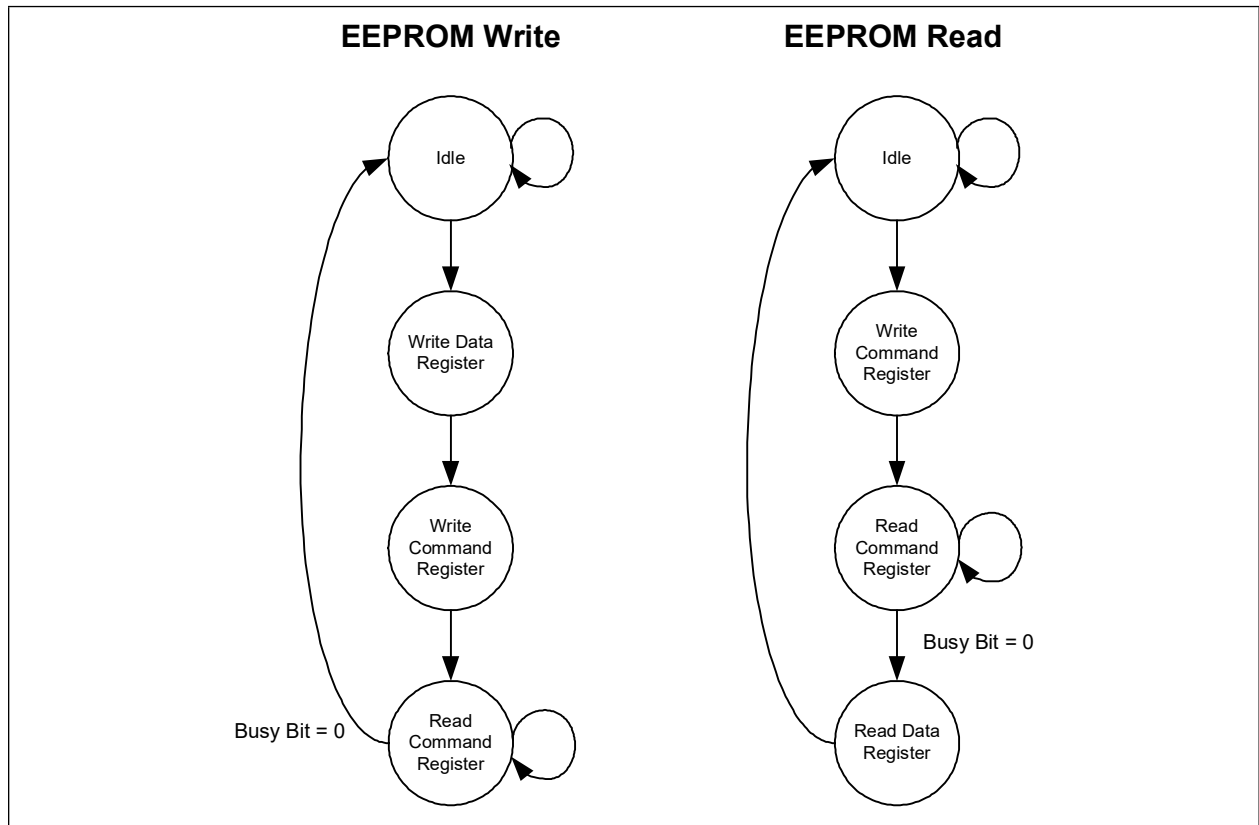 EEPROM Write
Idle
Write Data
Register
Write
Command
Register
Read
Command
Register
Busy Bit = 0
EEPROM Read
Idle
Write
Command
Register
Read
Command
Register
Busy Bit = 0
Read Data
Register